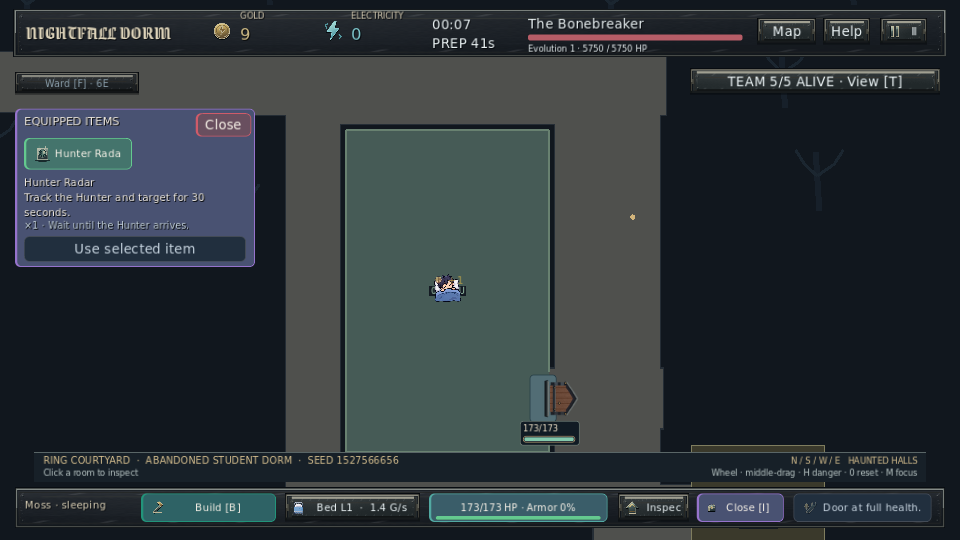 NIGHTFALL DORM
GOLD
9
ELECTRICITY
0
00:07
PREP 41s
The Bonebreaker
Evolution 1 · 5750 / 5750 HP
Map
Help
Ward [F] · 6E
TEAM 5/5 ALIVE · View [T]
EQUIPPED ITEMS
Close
Hunter Rada
Hunter Radar
Track the Hunter and target for 30
seconds.
×1 · Wait until the Hunter arrives.
Use selected item
173/173
RING COURTYARD · ABANDONED STUDENT DORM · SEED 1527566656
Click a room to inspect
N / S / W / E HAUNTED HALLS
Wheel · middle-drag · H danger · 0 reset · M focus
Moss · sleeping
Build [B]
Bed L1 · 1.4 G/s
173/173 HP · Armor 0%
Inspec
Close [I]
Door at full health.